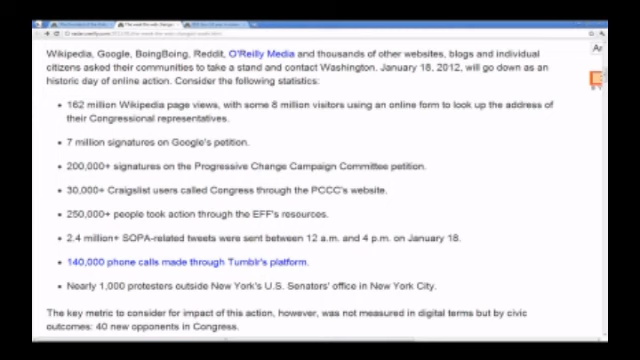 Wikipedia, Google, BoingBoing, Reddit, O'Reilly Media and thousands of other websites, blogs and individual
citizens asked their communities to take a stand and contact Washington. January 18, 2012, will go down as an
historic day of online action. Consider the following statistics:
• 162 million Wikipedia page views, with some 8 million visitors using an online form to look up the address of
their Congressional representatives.
• 7 million signatures on Google's petition.
• 200,000+ signatures on the Progressive Change Campaign Committee petition.
• 30,000+ Craigslist users called Congress through the PCCC's website.
• 250,000+ people took action through the EFF's resources.
• 2.4 million+ SOPA-related tweets were sent between 12 a.m. and 4 p.m. on January 18.
• 140,000 phone calls made through Tumblr's platform.
• Nearly 1,000 protesters outside New York's U.S. Senators' office in New York City.
The key metric to consider for impact of this action, however, was not measured in digital terms but by civic
outcomes: 40 new opponents in Congress.